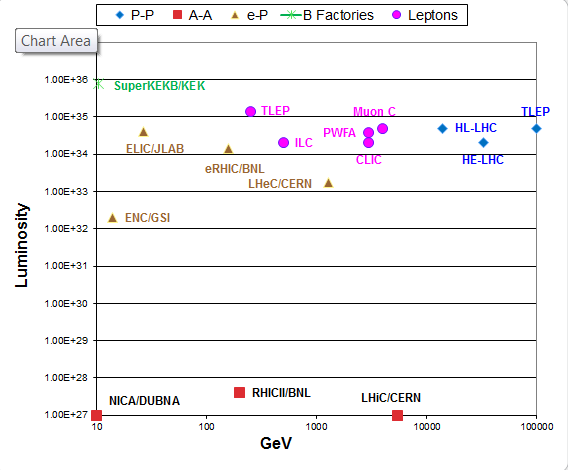 P-P A-A e-P B Factories Leptons
Chart Area
1.00E+36
SuperKEKB/KEK
1.00E+35
TLEP
Muon C
TLEP
PWFA
HL-LHC
ELIC/JLAB
ILC
1.00E+34
CLIC
HE-LHC
eRHIC/BNL
LHeC/CERN
1.00E+33
ENC/GSI
1.00E+32
Luminosity
1.00E+31
1.00E+30
1.00E+29
1.00E+28
NICA/DUBNA
RHICII/BNL
LHiC/CERN
1.00E+27
10 100 1000 10000 100000
GeV